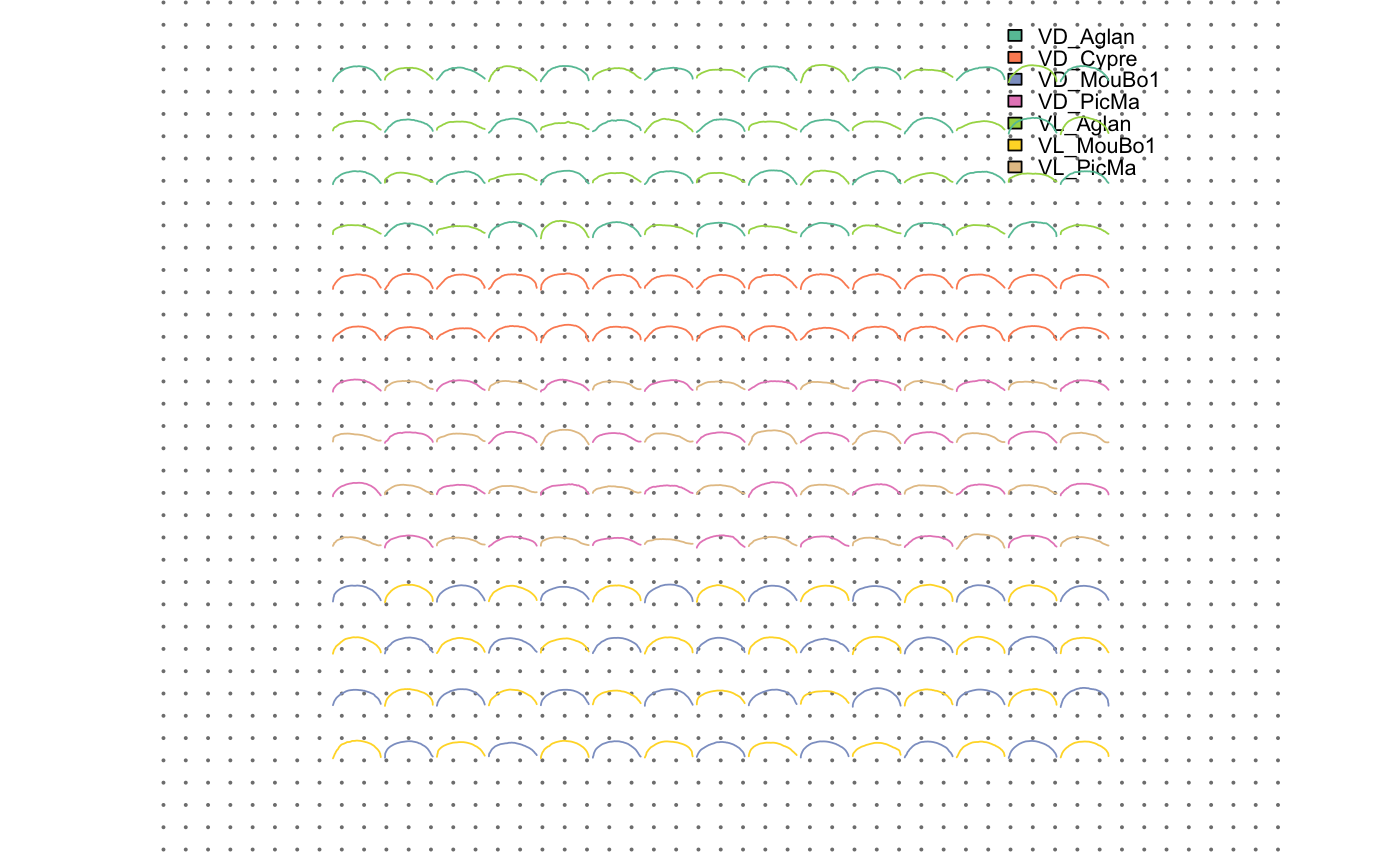 VD_Aglan
VD_Cypre
VD_MouBo1
VD_PicMa
VL_Aglan
VL_MouBo1
VL_PicMa